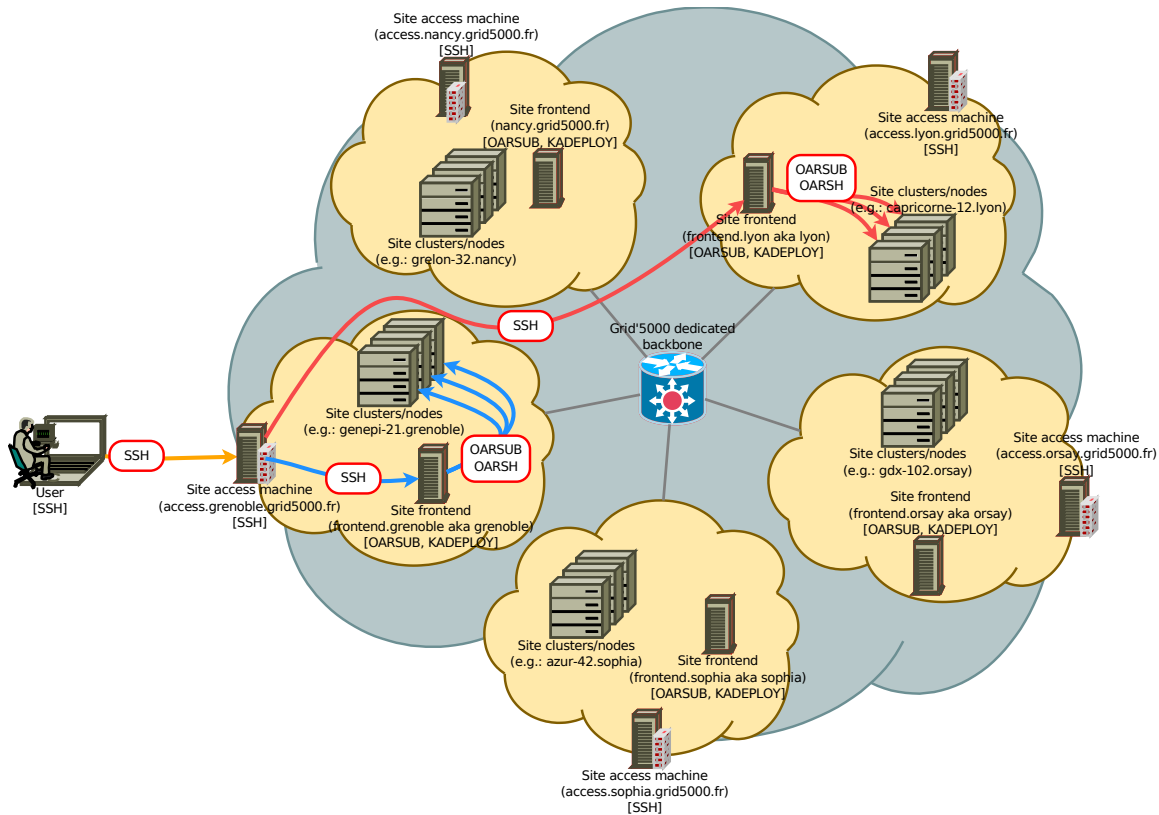 Site access machine
(access.nancy.grid5000.fr)
[SSH]
Site frontend
(nancy.grid5000.fr)
[OARSUB, KADEPLOY]
Site clusters/nodes
(e.g.: grelon-32.nancy)
Site access machine
(access.lyon.grid5000.fr)
[SSH]
OARSUB
OARSH
Site clusters/nodes
(e.g.: capricorne-12.lyon)
Site frontend
(frontend.lyon aka lyon)
[OARSUB, KADEPLOY]
SSH
Grid'5000 dedicated
backbone
Site clusters/nodes
(e.g.: genepi-21.grenoble)
OARSUB
OARSH
SSH
User
[SSH]
Site access machine
(access.grenoble.grid5000.fr)
[SSH]
SSH
Site frontend
(frontend.grenoble aka grenoble)
[OARSUB, KADEPLOY]
Site clusters/nodes
(e.g.: gdx-102.orsay)
Site access machine
(access.orsay.grid5000.fr)
[SSH]
Site frontend
(frontend.orsay aka orsay)
[OARSUB, KADEPLOY]
Site clusters/nodes
(e.g.: azur-42.sophia)
Site frontend
(frontend.sophia aka sophia)
[OARSUB, KADEPLOY]
Site access machine
(access.sophia.grid5000.fr)
[SSH]